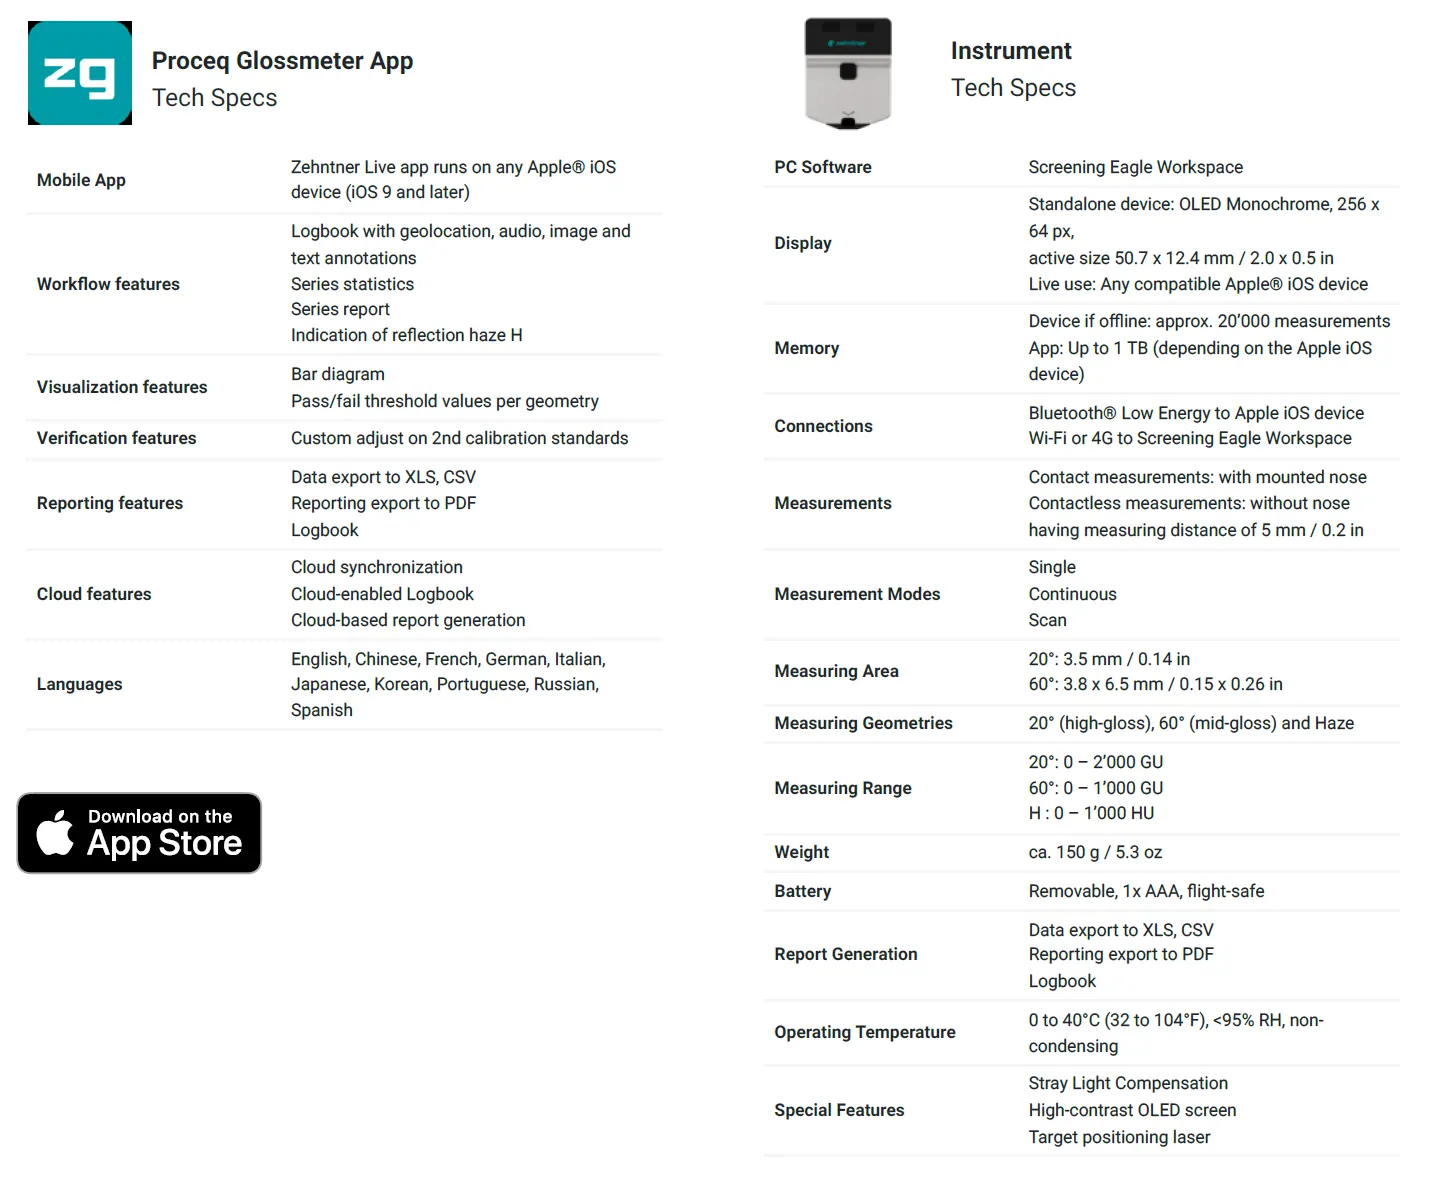 zg
Proceq Glossmeter App
Tech Specs
Mobile App
Zehntner Live app runs on any Apple® iOS
device (iOS 9 and later)
Workflow features
Logbook with geolocation, audio, image and
text annotations
Series statistics
Series report
Indication of reflection haze H
Visualization features
Bar diagram
Pass/fail threshold values per geometry
Verification features
Custom adjust on 2nd calibration standards
Reporting features
Data export to XLS, CSV
Reporting export to PDF
Logbook
Cloud features
Cloud synchronization
Cloud-enabled Logbook
Cloud-based report generation
Languages
English, Chinese, French, German, Italian,
Japanese, Korean, Portuguese, Russian,
Spanish
Download on the
App Store
zehntner
Instrument
Tech Specs
PC Software
Screening Eagle Workspace
Display
Standalone device: OLED Monochrome, 256 x
64 px,
active size 50.7 x 12.4 mm / 2.0 x 0.5 in
Live use: Any compatible Apple® iOS device
Memory
Device if offline: approx. 20’000 measurements
App: Up to 1 TB (depending on the Apple iOS
device)
Connections
Bluetooth® Low Energy to Apple iOS device
Wi-Fi or 4G to Screening Eagle Workspace
Measurements
Contact measurements: with mounted nose
Contactless measurements: without nose
having measuring distance of 5 mm / 0.2 in
Measurement Modes
Single
Continuous
Scan
Measuring Area
20°: 3.5 mm / 0.14 in
60°: 3.8 x 6.5 mm / 0.15 x 0.26 in
Measuring Geometries
20° (high-gloss), 60° (mid-gloss) and Haze
Measuring Range
20°: 0 – 2’000 GU
60°: 0 – 1’000 GU
H : 0 – 1’000 HU
Weight
ca. 150 g / 5.3 oz
Battery
Removable, 1x AAA, flight-safe
Report Generation
Data export to XLS, CSV
Reporting export to PDF
Logbook
Operating Temperature
0 to 40°C (32 to 104°F), <95% RH, non-
condensing
Special Features
Stray Light Compensation
High-contrast OLED screen
Target positioning laser